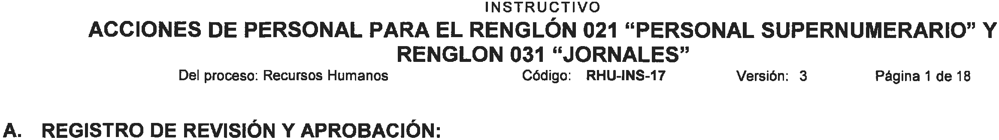 INSTRUCTIVO
ACCIONES DE PERSONAL PARA EL RENGLÓN 021 “PERSONAL SUPERNUMERARIO” Y
RENGLON 031 “JORNALES”
Del proceso: Recursos Humanos Código: RHU-INS-17 Versión: 3 Página 1 de 18
A. REGISTRO DE REVISIÓN Y APROBACIÓN: